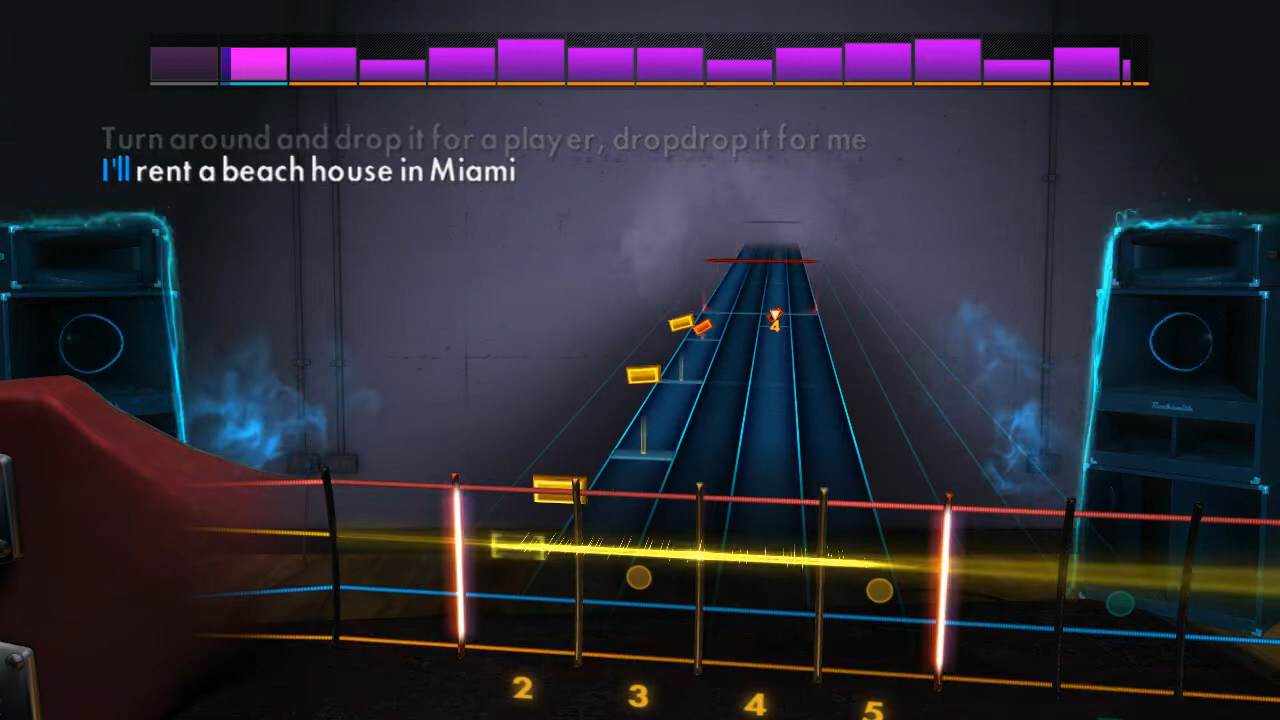 Turn around and drop it for a player, dropdrop it for me
I'll rent a beach house in Miami
4
Rocksmith
2 3 4 5